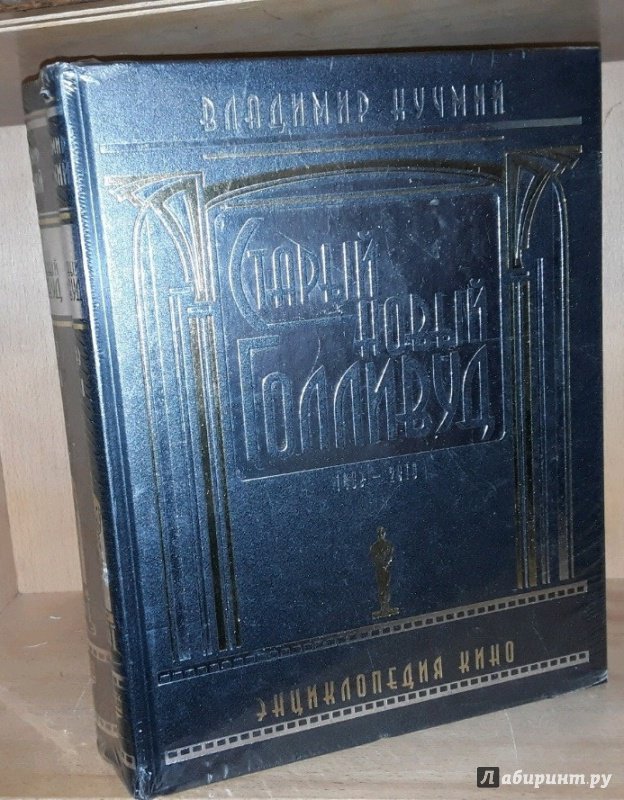 ВЛАДИМИР КУЧМИЙ
СТАРЫЙ
НОВЫЙ
ГОЛЛИВУД
ЭНЦИКЛОПЕДИЯ КИНО
Лабиринт.ру